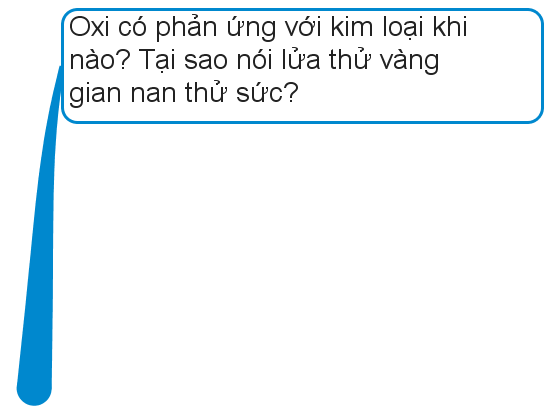 Oxi có phản ứng với kim loại khi
nào? Tại sao nói lửa thử vàng
gian nan thử sức?